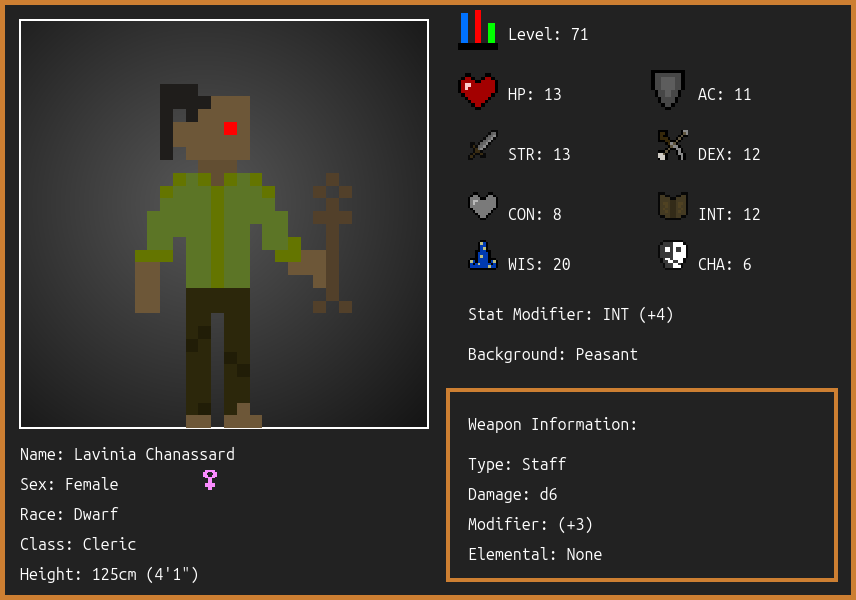 Level: 71
HP: 13
AC: 11
STR: 13
DEX: 12
CON: 8
INT: 12
WIS: 20
CHA: 6
Stat Modifier: INT (+4)
Background: Peasant
Weapon Information:
Type: Staff
Damage: d6
Modifier: (+3)
Elemental: None
Name: Lavinia Chanassard
Sex: Female
Race: Dwarf
Class: Cleric
Height: 125cm (4'1")